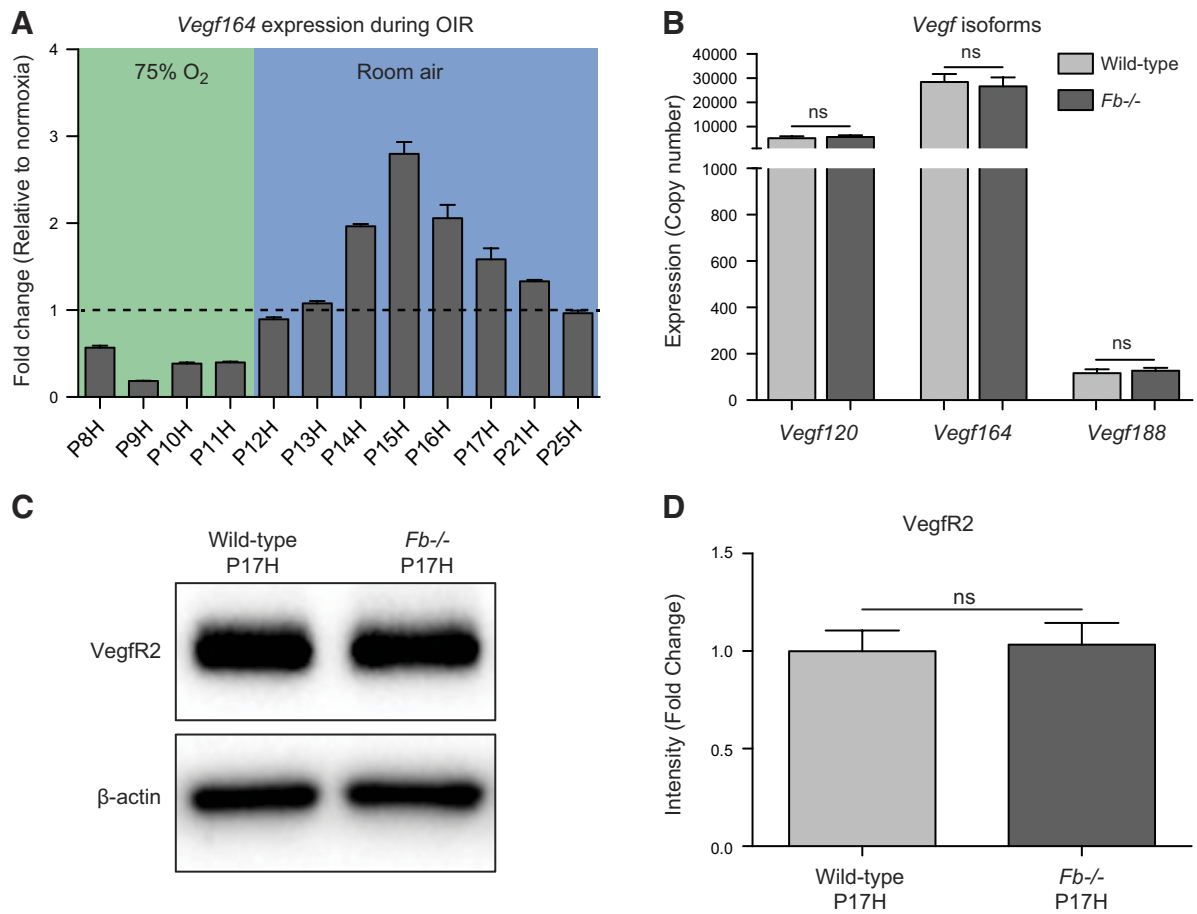 A
Vegf164 expression during OIR
Fold change (Relative to normoxia)
4
3
2
1
0
75% O2
Room air
P8H
P9H
P10H
P11H
P12H
P13H
P14H
P15H
P16H
P17H
P21H
P25H
B
Vegf isoforms
Expression (Copy number)
40000
30000
20000
10000
1000
800
600
400
200
0
ns
ns
ns
Wild-type
Fb-/-
Vegf120
Vegf164
Vegf188
C
Wild-type
P17H
Fb-/-
P17H
VegfR2
β-actin
D
VegfR2
Intensity (Fold Change)
1.5
1.0
0.5
0.0
ns
Wild-type
P17H
Fb-/-
P17H